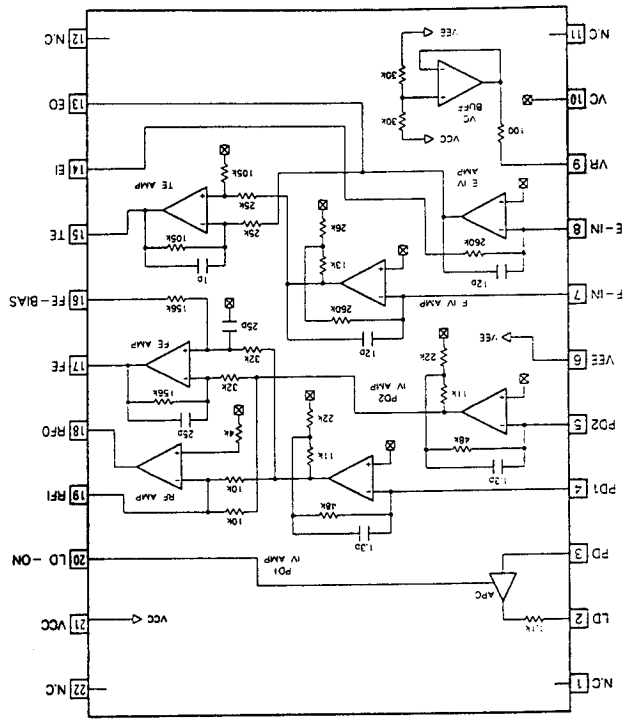 N.C 1
22 N.C
LD 2
1.1k
VCC
21 VCC
APC
PD 3
PD1
IV AMP
20 LD-ON
1.3p
48k
PD1 4
10k
19 RFI
10k
11k
22k
RF AMP
4k
18 RFO
1.3p
48k
PD2 5
11k
22k
PD2
IV AMP
25p
156k
32k
17 FE
FE AMP
32k
25p
VEE 6
VEE
156k
16 FE-BIAS
12p
260k
F-IN 7
F IV AMP
13k
26k
1p
105k
15 TE
12p
260k
E-IN 8
25k
25k
TE AMP
105k
E IV
AMP
14 EI
VR 9
100
VCC
30k
30k
VEE
VC
BUFF
VC 10
13 EO
N.C 11
12 N.C